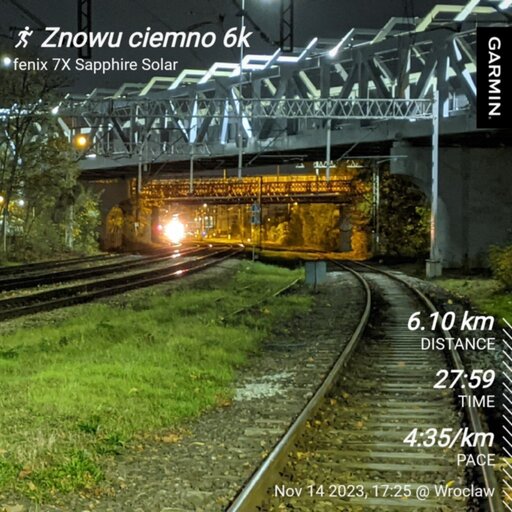 Znowu ciemno 6k
fenix 7X Sapphire Solar
GARMIN
6.10 km
DISTANCE
27:59
TIME
4:35/km
PACE
Nov 14 2023, 17:25 @ Wroclaw